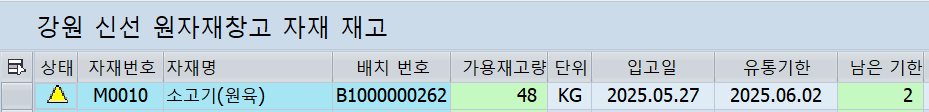 강원 신선 원자재창고 자재 재고
상태 자재번호 자재명 배치 번호 가용재고량 단위 입고일 유통기한 남은 기한
M0010 소고기(원육) B1000000262 48 KG 2025.05.27 2025.06.02 2